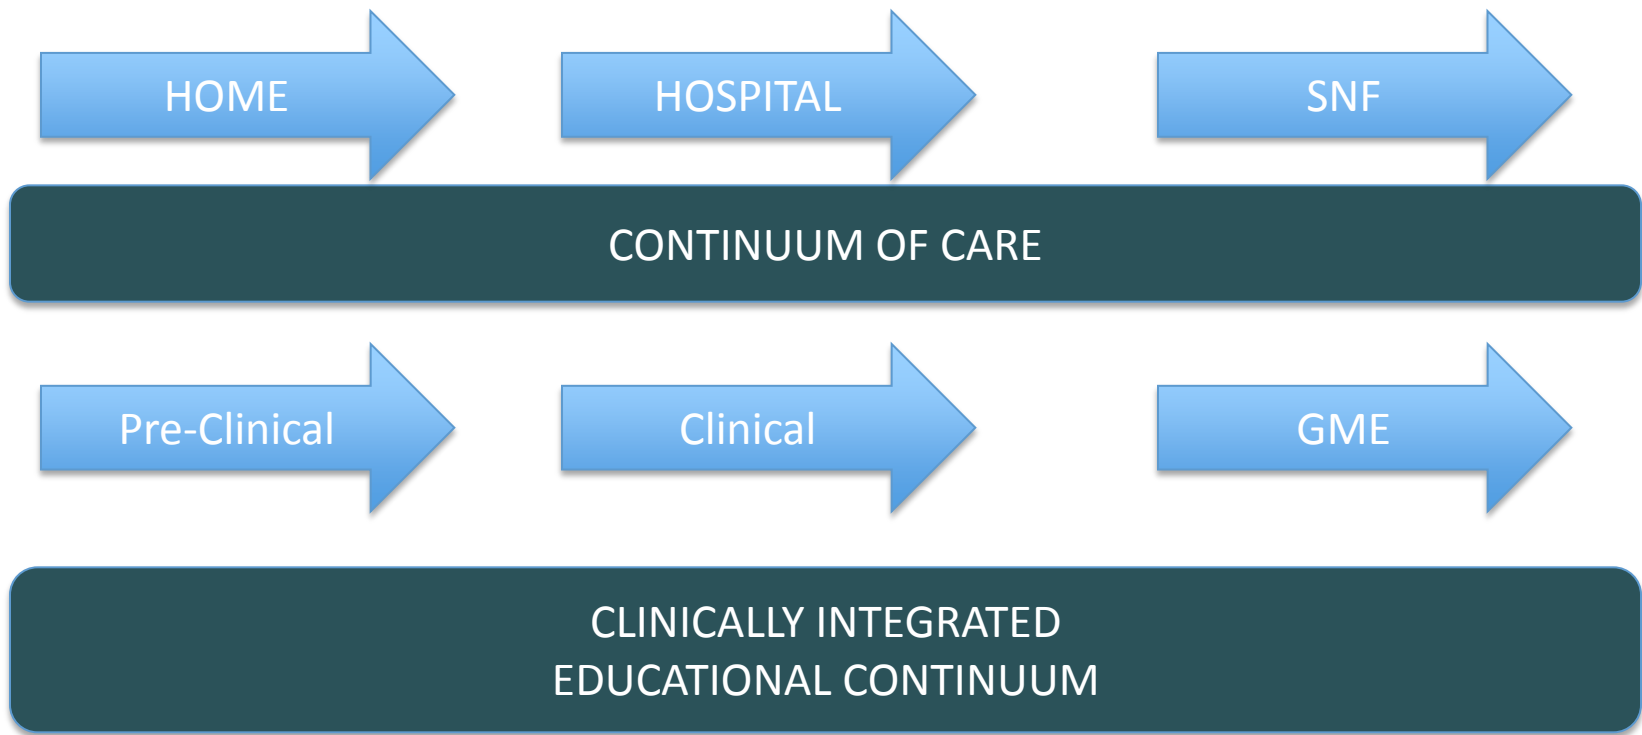 HOME
HOSPITAL
SNF
CONTINUUM OF CARE
Pre-Clinical
Clinical
GME
CLINICALLY INTEGRATED
EDUCATIONAL CONTINUUM